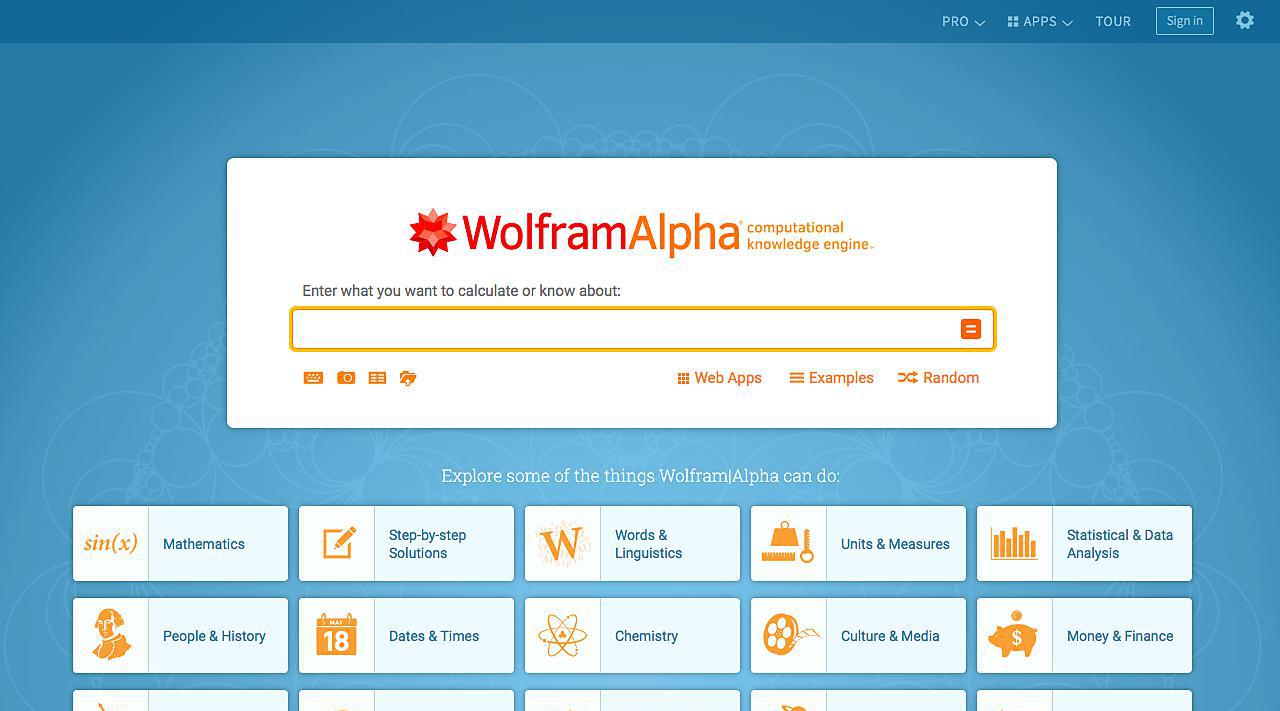 PRO APPS TOUR Sign in
WolframAlpha computational
knowledge engine™
Enter what you want to calculate or know about:
=
Web Apps Examples Random
Explore some of the things Wolfram|Alpha can do:
sin(x) Mathematics
Step-by-step
Solutions
W Words &
Linguistics
Units & Measures
Statistical & Data
Analysis
People & History
MAY
18 Dates & Times
Chemistry
Culture & Media
$ Money & Finance